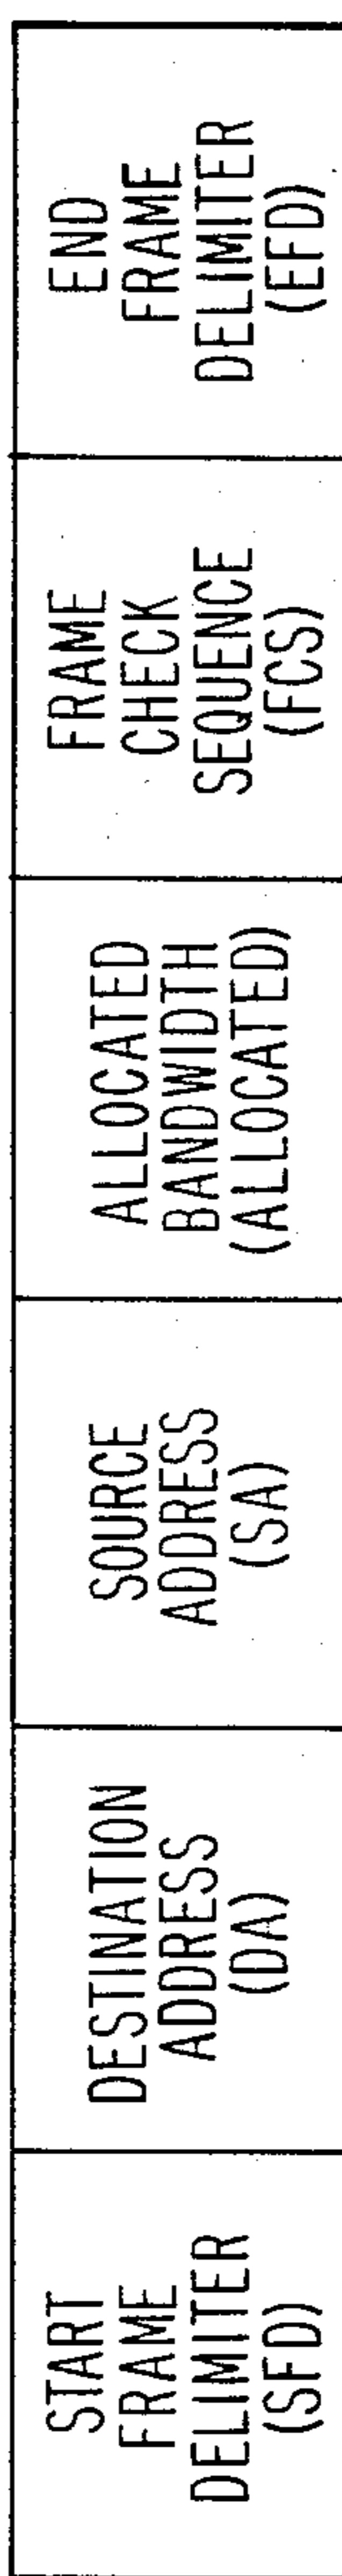 START
FRAME
DELIMITER
(SFD)
DESTINATION
ADDRESS
(DA)
SOURCE
ADDRESS
(SA)
ALLOCATED
BANDWIDTH
(ALLOCATED)
FRAME
CHECK
SEQUENCE
(FCS)
END
FRAME
DELIMITER
(EFD)